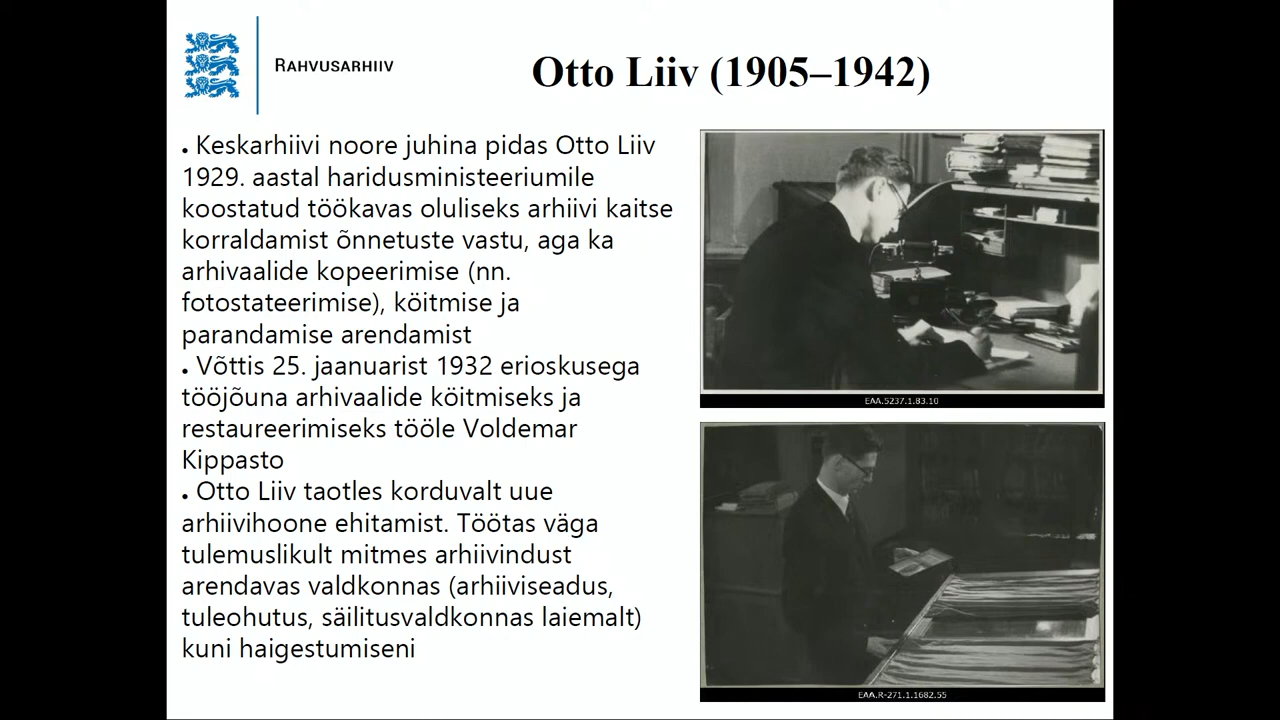 RAHVUSARHIIV
Otto Liiv (1905–1942)
• Keskarhiivi noore juhina pidas Otto Liiv
1929. aastal haridusministeeriumile
koostatud töökavas oluliseks arhiivi kaitse
korraldamist õnnetuste vastu, aga ka
arhivaalide kopeerimise (nn.
fotostateerimise), köitmise ja
parandamise arendamist
• Võttis 25. jaanuarist 1932 erioskusega
tööjõuna arhivaalide köitmiseks ja
restaureerimiseks tööle Voldemar
Kippasto
• Otto Liiv taotles korduvalt uue
arhiivihoone ehitamist. Töötas väga
tulemuslikult mitmes arhiivindust
arendavas valdkonnas (arhiiviseadus,
tuleohutus, säilitusvaldkonnas laiemalt)
kuni haigestumiseni
EAA.5237.1.83.10
EAA.R-271.1.1682.55